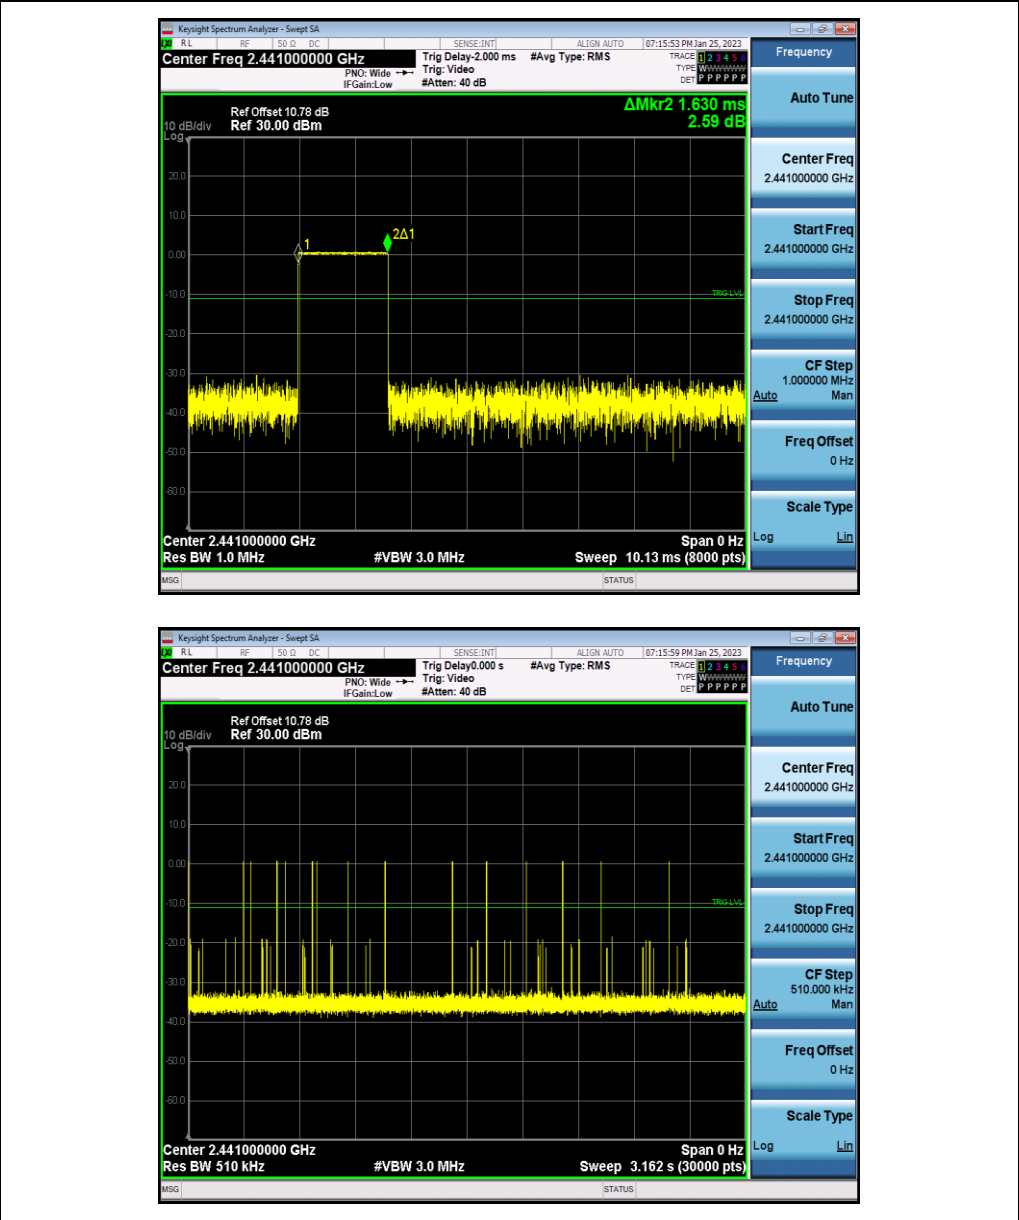 Keysight Spectrum Analyzer - Swept SA
LXI RL RF 50 Ω DC SENSE:INT ALIGN AUTO 07:15:53 PM Jan 25, 2023
Center Freq 2.441000000 GHz
PNO: Wide
IFGain:Low
Trig Delay-2.000 ms
Trig: Video
#Atten: 40 dB
#Avg Type: RMS
TRACE 1 2 3 4 5 6
TYPE W
DET P P P P P P
ΔMkr2 1.630 ms
2.59 dB
Ref Offset 10.78 dB
10 dB/div Ref 30.00 dBm
Log
20.0
10.0
0.00
-10.0
-20.0
-30.0
-40.0
-50.0
-60.0
1
2Δ1
TRIG LVL
Center 2.441000000 GHz Span 0 Hz
Res BW 1.0 MHz #VBW 3.0 MHz Sweep 10.13 ms (8000 pts)
MSG STATUS
Frequency
Auto Tune
Center Freq
2.441000000 GHz
Start Freq
2.441000000 GHz
Stop Freq
2.441000000 GHz
CF Step
1.000000 MHz
Auto Man
Freq Offset
0 Hz
Scale Type
Log Lin
Keysight Spectrum Analyzer - Swept SA
LXI RL RF 50 Ω DC SENSE:INT ALIGN AUTO 07:15:59 PM Jan 25, 2023
Center Freq 2.441000000 GHz
PNO: Wide
IFGain:Low
Trig Delay0.000 s
Trig: Video
#Atten: 40 dB
#Avg Type: RMS
TRACE 1 2 3 4 5 6
TYPE W
DET P P P P P P
Ref Offset 10.78 dB
10 dB/div Ref 30.00 dBm
Log
20.0
10.0
0.00
-10.0
-20.0
-30.0
-40.0
-50.0
-60.0
TRIG LVL
Center 2.441000000 GHz Span 0 Hz
Res BW 510 kHz #VBW 3.0 MHz Sweep 3.162 s (30000 pts)
MSG STATUS
Frequency
Auto Tune
Center Freq
2.441000000 GHz
Start Freq
2.441000000 GHz
Stop Freq
2.441000000 GHz
CF Step
510.000 kHz
Auto Man
Freq Offset
0 Hz
Scale Type
Log Lin